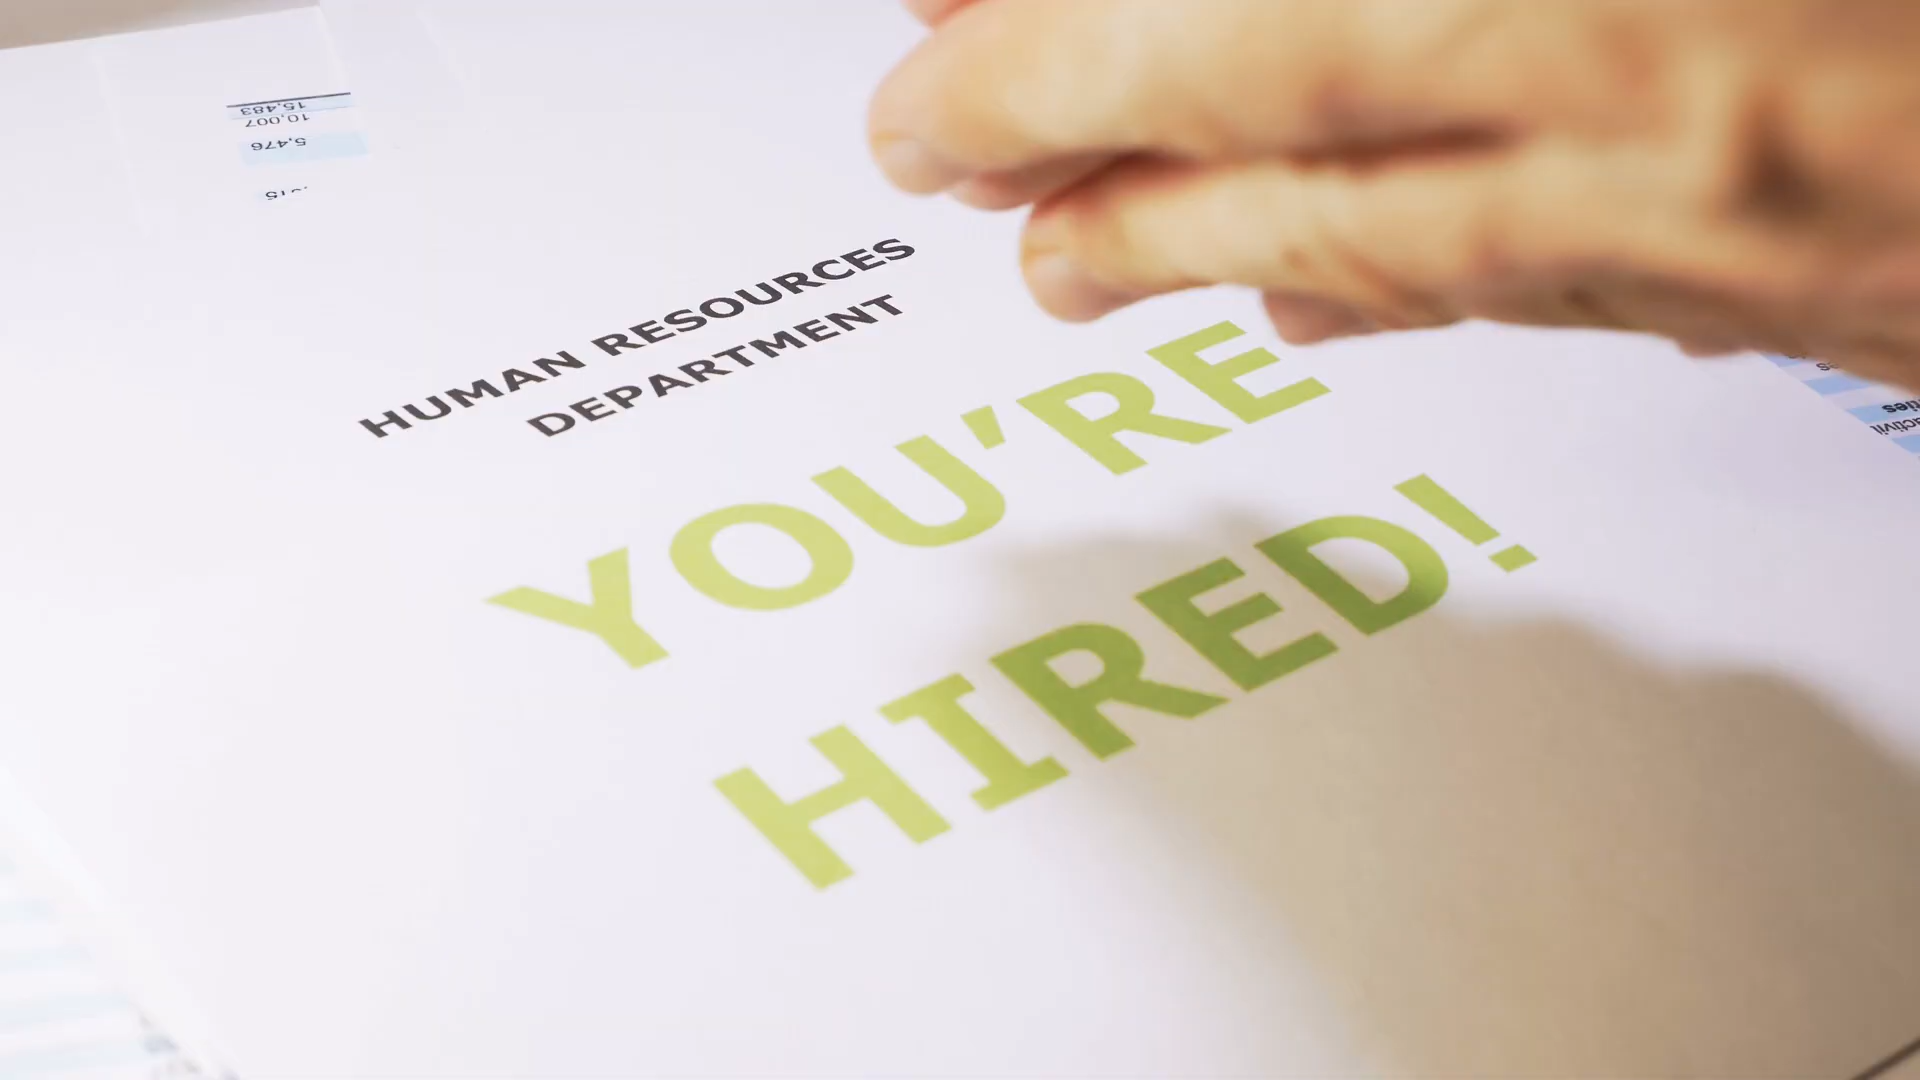 15,483
10,007
5,476
HUMAN RESOURCES
DEPARTMENT
YOU'RE
HIRED!